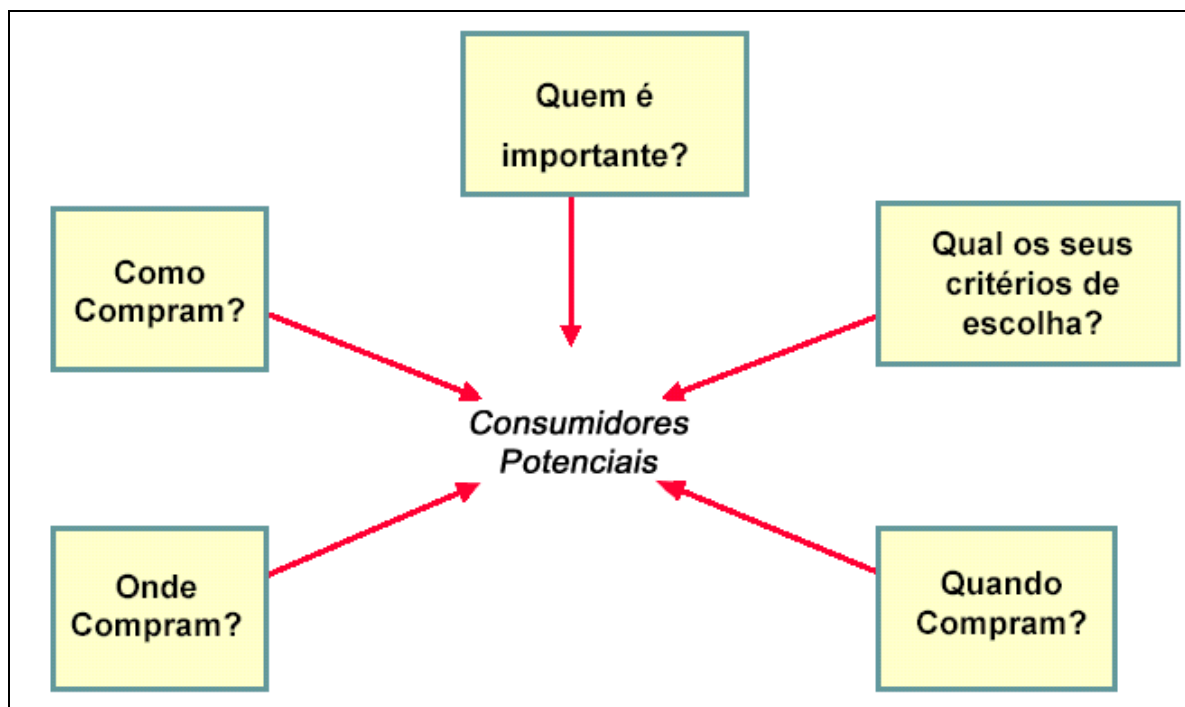 Quem é
importante?
Como
Compram?
Qual os seus
critérios de
escolha?
Consumidores
Potenciais
Onde
Compram?
Quando
Compram?